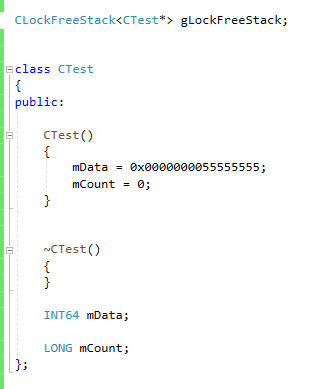 CLockFreeStack<CTest*> gLockFreeStack;
class CTest
{
public:
CTest()
{
mData = 0x0000000055555555;
mCount = 0;
}
~CTest()
{
}
INT64 mData;
LONG mCount;
};